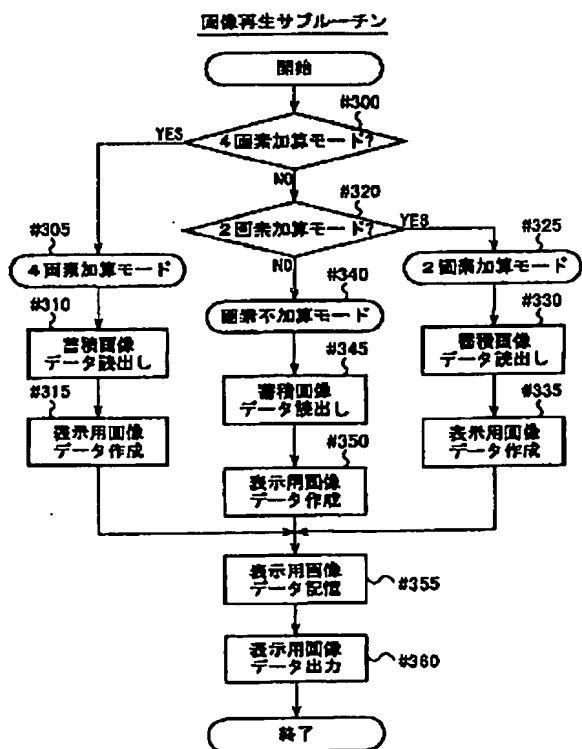 画像再生サブルーチン
開始
#300
4画素加算モード?
YES
NO
#320
2画素加算モード?
YES
NO
#305
4画素加算モード
#310
蓄積画像
データ読出し
#315
表示用画像
データ作成
#340
画素不加算モード
#345
蓄積画像
データ読出し
#350
表示用画像
データ作成
#325
2画素加算モード
#330
蓄積画像
データ読出し
#335
表示用画像
データ作成
表示用画像
データ記憶
#355
表示用画像
データ出力
#360
終了